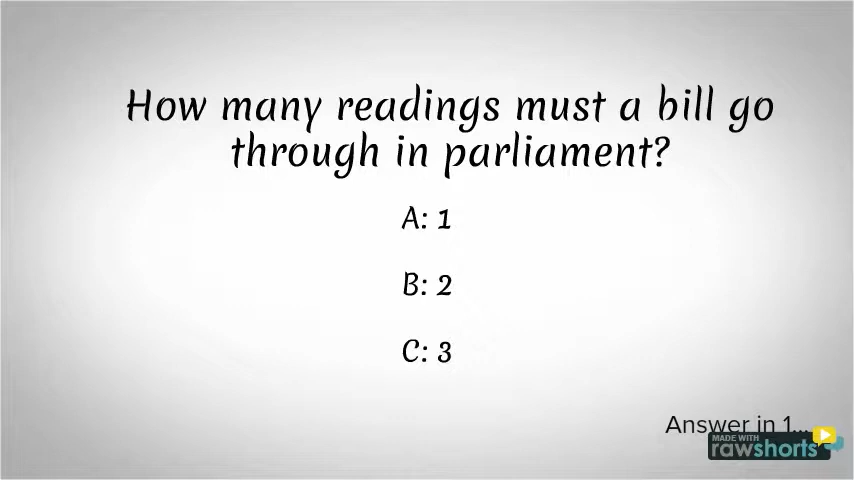 How many readings must a bill go
through in parliament?
A: 1
B: 2
C: 3
Answer in 1...
MADE WITH
rawshorts